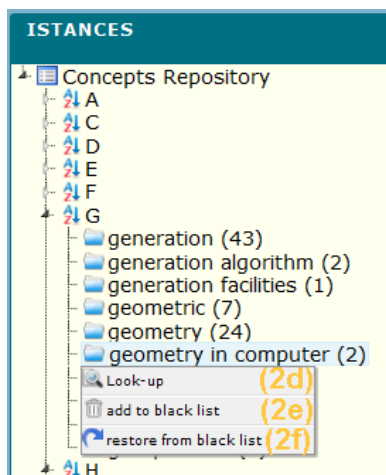 ISTANCES
Concepts Repository
A
C
D
E
F
G
generation (43)
generation algorithm (2)
generation facilities (1)
geometric (7)
geometry (24)
geometry in computer (2)
Look-up (2d)
add to black list (2e)
restore from black list (2f)
H